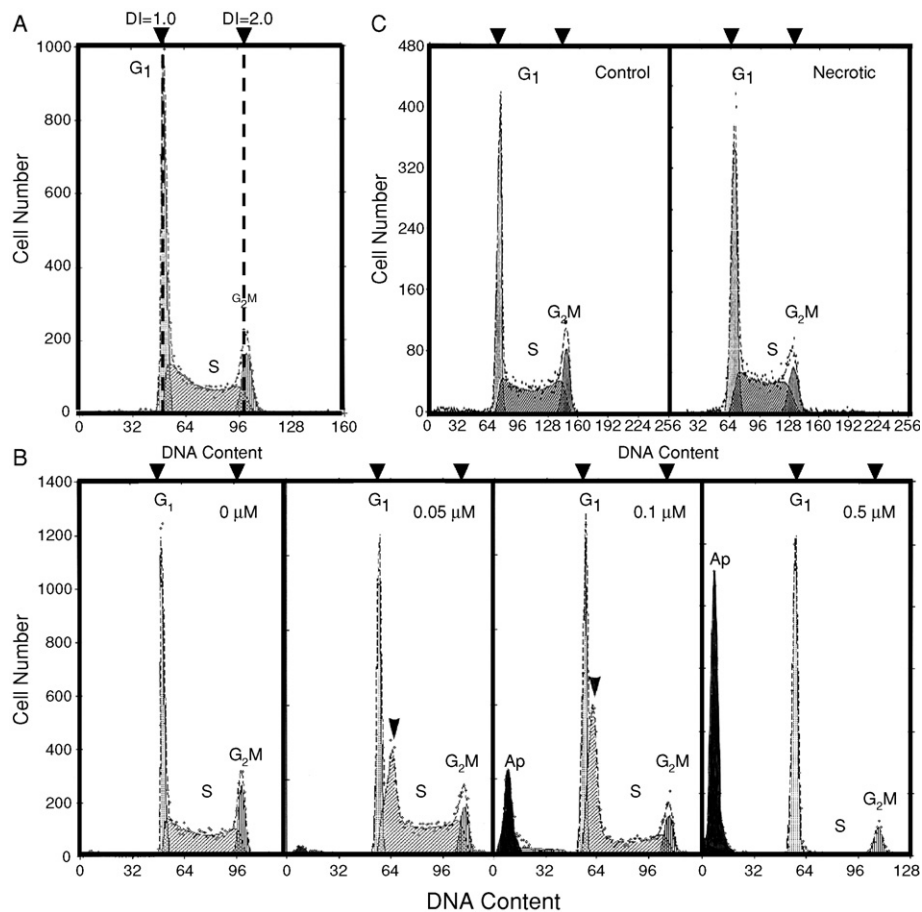 A
DI=1.0 DI=2.0
1000
800
600
400
200
0
Cell Number
G1
S
G2M
0 32 64 96 128 160
DNA Content
C
480
400
320
240
160
80
0
Cell Number
G1 Control
S
G2M
0 32 64 96 128 160 192 224 256
G1 Necrotic
S
G2M
0 32 64 96 128 160 192 224 256
DNA Content
B
1400
1200
1000
800
600
400
200
0
Cell Number
G1 0 µM
S
G2M
0 32 64 96
G1 0.05 µM
S
G2M
0 32 64 96
G1 0.1 µM
Ap
S
G2M
0 32 64 96
G1 0.5 µM
Ap
S
G2M
0 32 64 96 128
DNA Content